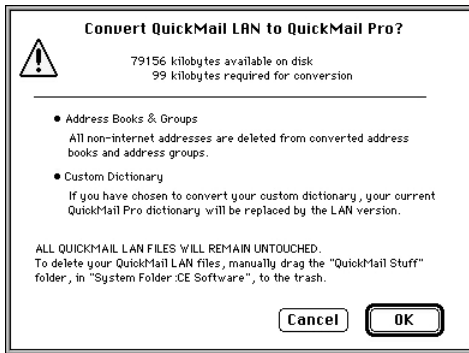 Convert QuickMail LAN to QuickMail Pro?
79156 kilobytes available on disk
99 kilobytes required for conversion
● Address Books & Groups
All non-internet addresses are deleted from converted address
books and address groups.
● Custom Dictionary
If you have chosen to convert your custom dictionary, your current
QuickMail Pro dictionary will be replaced by the LAN version.
ALL QUICKMAIL LAN FILES WILL REMAIN UNTOUCHED.
To delete your QuickMail LAN files, manually drag the "QuickMail Stuff"
folder, in "System Folder:CE Software", to the trash.
Cancel OK